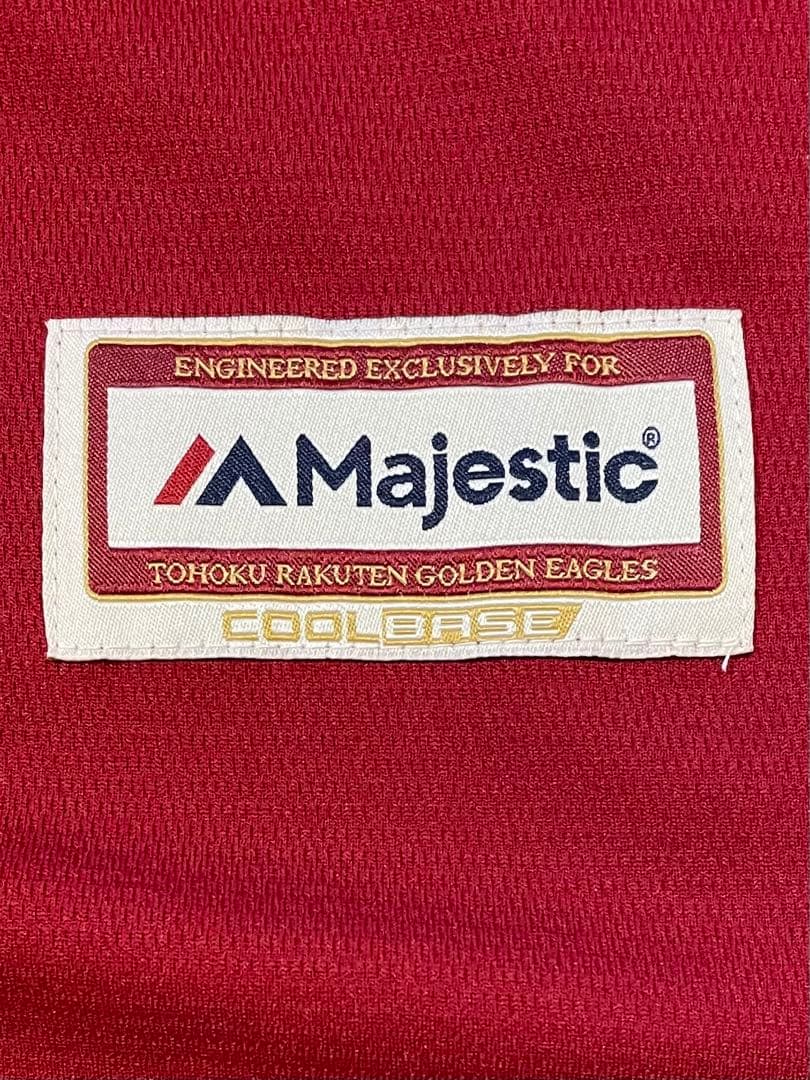 ENGINEERED EXCLUSIVELY FOR
Majestic®
TOHOKU RAKUTEN GOLDEN EAGLES
COOLBASE